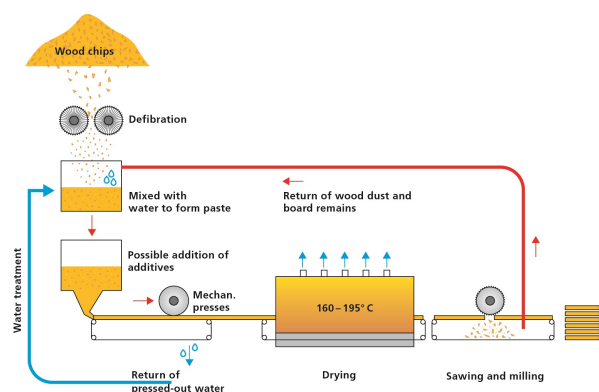 Wood chips
Defibration
Mixed with
water to form paste
Return of wood dust and
board remains
Possible addition of
additives
Mechan.
presses
160–195° C
Water treatment
Return of
pressed-out water
Drying
Sawing and milling